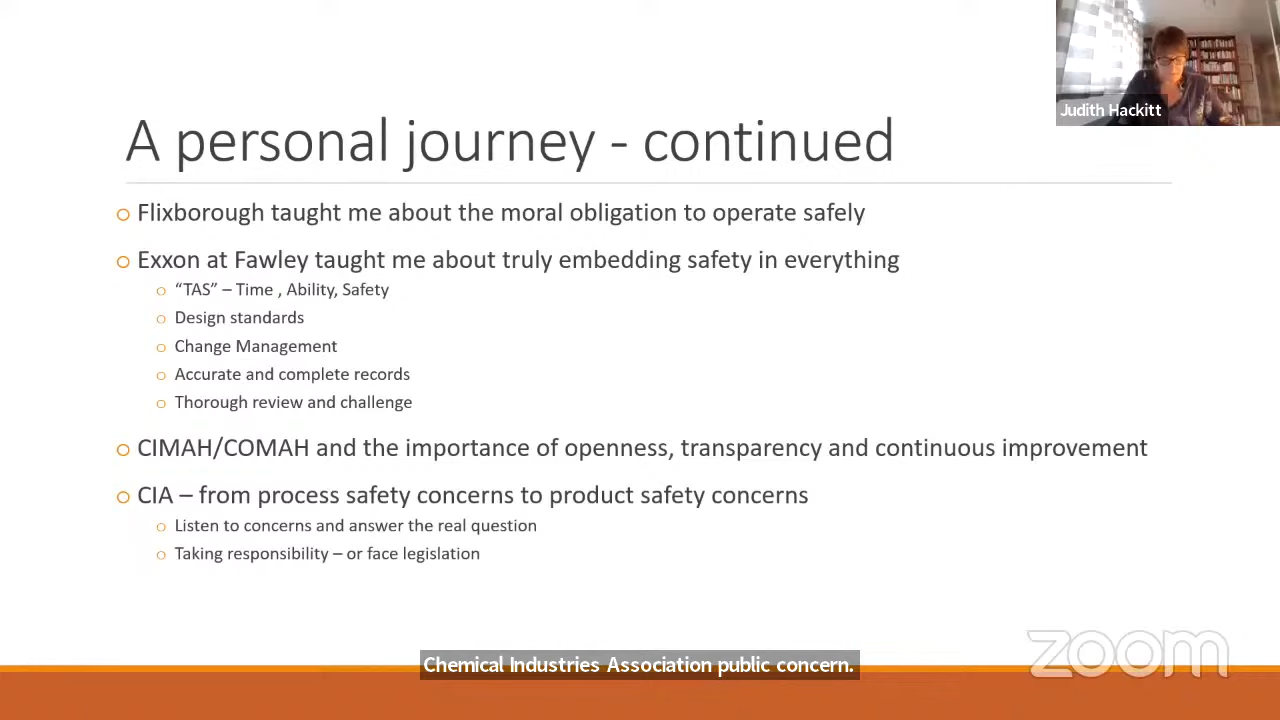 Judith Hackitt
A personal journey - continued
o Flixborough taught me about the moral obligation to operate safely
o Exxon at Fawley taught me about truly embedding safety in everything
o “TAS” – Time , Ability, Safety
o Design standards
o Change Management
o Accurate and complete records
o Thorough review and challenge
o CIMAH/COMAH and the importance of openness, transparency and continuous improvement
o CIA – from process safety concerns to product safety concerns
o Listen to concerns and answer the real question
o Taking responsibility – or face legislation
zoom
Chemical Industries Association public concern.